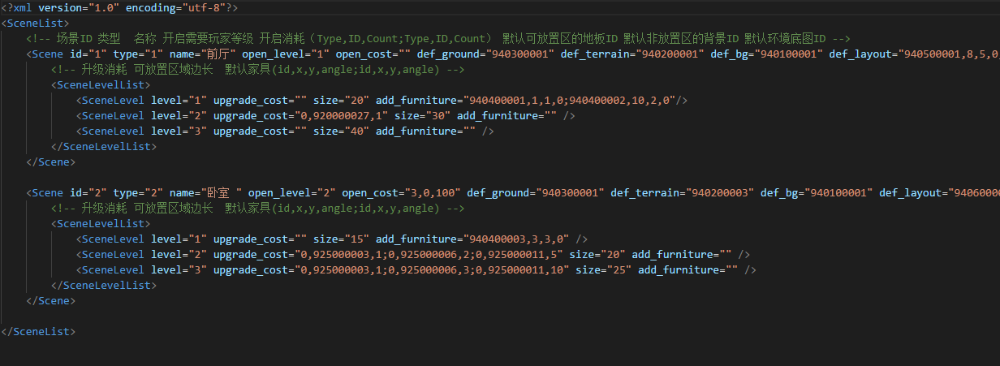 <?xml version="1.0" encoding="utf-8"?>
<SceneList>
<!-- 场景ID 类型  名称 开启需要玩家等级 开启消耗（Type,ID,Count;Type,ID,Count） 默认可放置区的地板ID 默认非放置区的背景ID 默认环境底图ID -->
<Scene id="1" type="1" name="前厅" open_level="1" open_cost="" def_ground="940300001" def_terrain="940200001" def_bg="940100001" def_layout="940500001,8,5,0
<!-- 升级消耗 可放置区域边长  默认家具(id,x,y,angle;id,x,y,angle) -->
<SceneLevelList>
<SceneLevel level="1" upgrade_cost="" size="20" add_furniture="940400001,1,1,0;940400002,10,2,0"/>
<SceneLevel level="2" upgrade_cost="0,920000027,1" size="30" add_furniture="" />
<SceneLevel level="3" upgrade_cost="" size="40" add_furniture="" />
</SceneLevelList>
</Scene>
<Scene id="2" type="2" name="卧室 " open_level="2" open_cost="3,0,100" def_ground="940300001" def_terrain="940200003" def_bg="940100001" def_layout="94060000
<!-- 升级消耗 可放置区域边长  默认家具(id,x,y,angle;id,x,y,angle) -->
<SceneLevelList>
<SceneLevel level="1" upgrade_cost="" size="15" add_furniture="940400003,3,3,0" />
<SceneLevel level="2" upgrade_cost="0,925000003,1;0,925000006,2;0,925000011,5" size="20" add_furniture="" />
<SceneLevel level="3" upgrade_cost="0,925000003,1;0,925000006,3;0,925000011,10" size="25" add_furniture="" />
</SceneLevelList>
</Scene>
</SceneList>